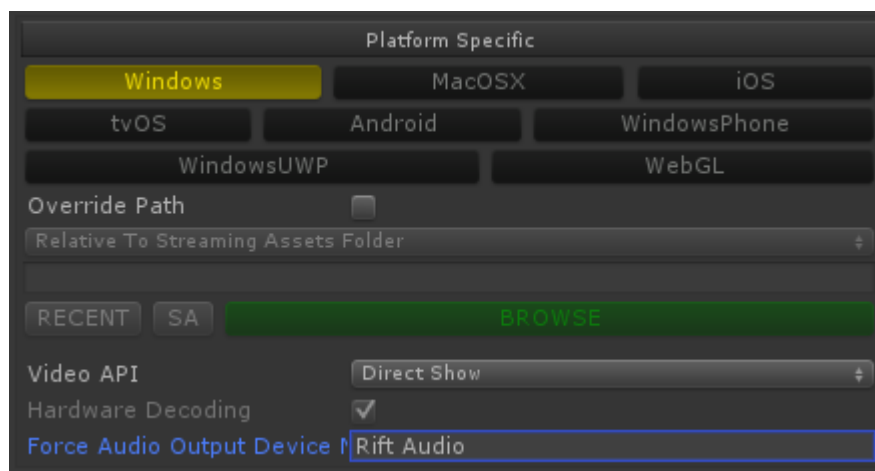 Platform Specific
Windows MacOSX iOS
tvOS Android WindowsPhone
WindowsUWP WebGL
Override Path
Relative To Streaming Assets Folder
RECENT SA BROWSE
Video API Direct Show
Hardware Decoding
Force Audio Output Device Rift Audio